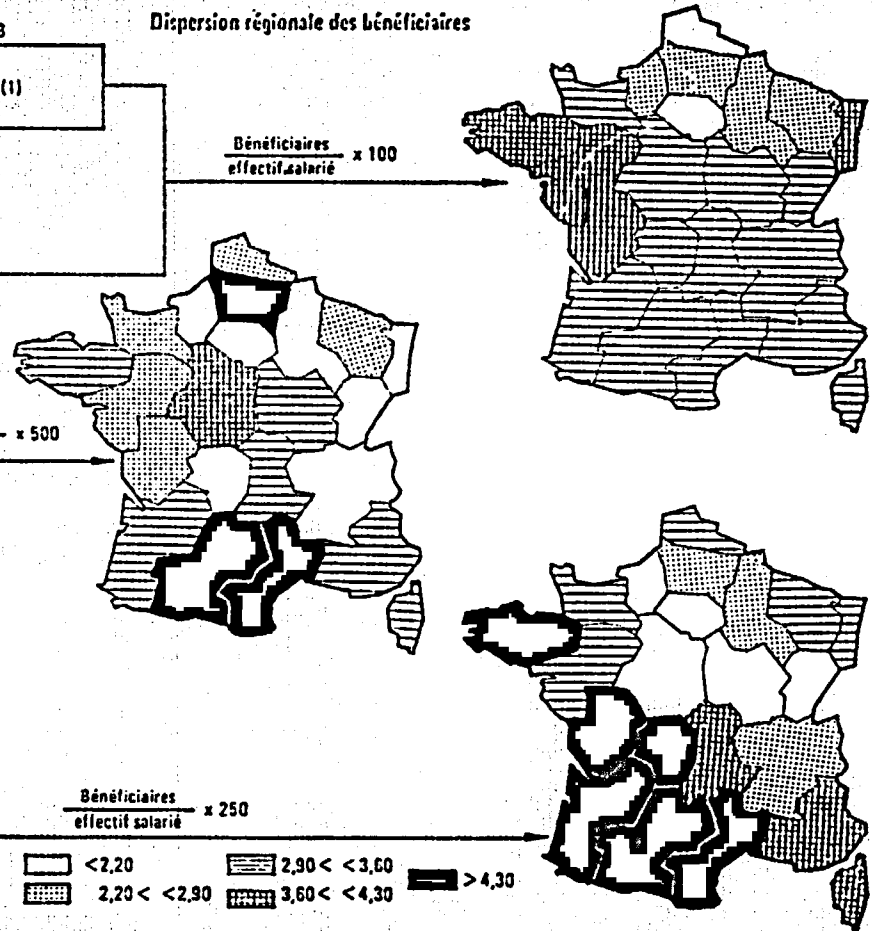 Dispersion régionale des bénéficiaires
3
(1)
Bénéficiaires
effectif salarié x 100
x 500
Bénéficiaires
effectif salarié x 250
<2,20
2,20< <2,90
2,90< <3,60
3,60< <4,30
>4,30